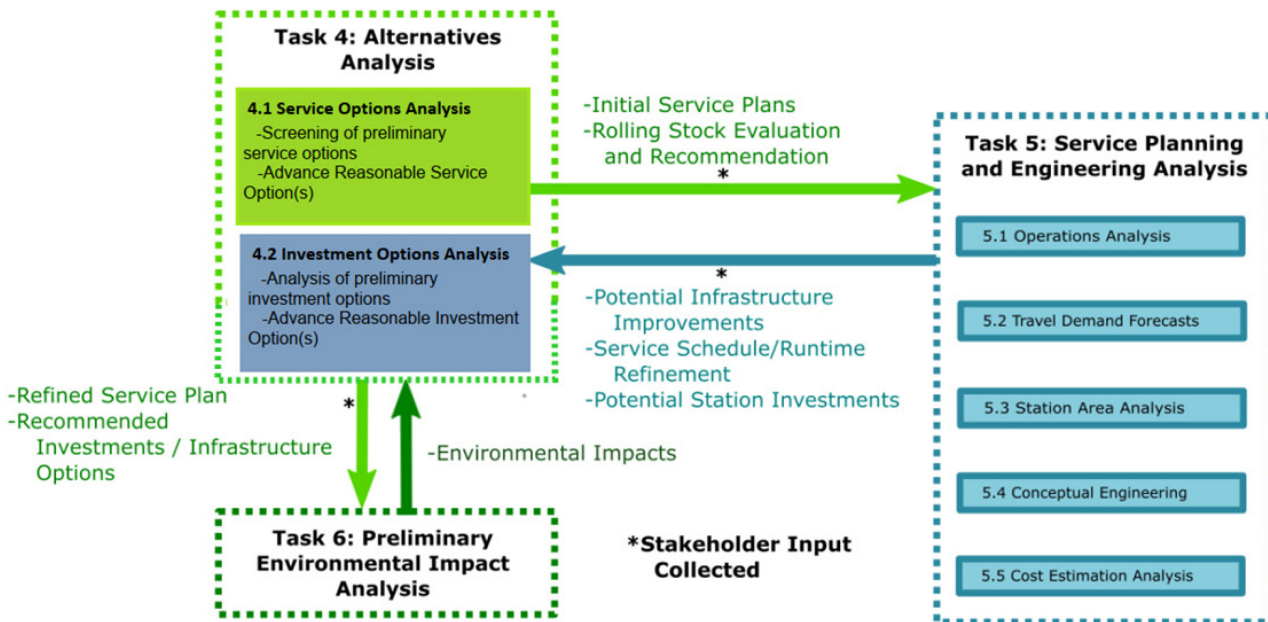 Task 4: Alternatives
Analysis
4.1 Service Options Analysis
-Screening of preliminary
service options
-Advance Reasonable Service
Option(s)
4.2 Investment Options Analysis
-Analysis of preliminary
investment options
-Advance Reasonable Investment
Option(s)
-Initial Service Plans
-Rolling Stock Evaluation
and Recommendation
*
*
-Potential Infrastructure
Improvements
-Service Schedule/Runtime
Refinement
-Potential Station Investments
Task 5: Service Planning
and Engineering Analysis
5.1 Operations Analysis
5.2 Travel Demand Forecasts
5.3 Station Area Analysis
5.4 Conceptual Engineering
5.5 Cost Estimation Analysis
-Refined Service Plan
-Recommended
Investments / Infrastructure
Options
*
-Environmental Impacts
Task 6: Preliminary
Environmental Impact
Analysis
*Stakeholder Input
Collected